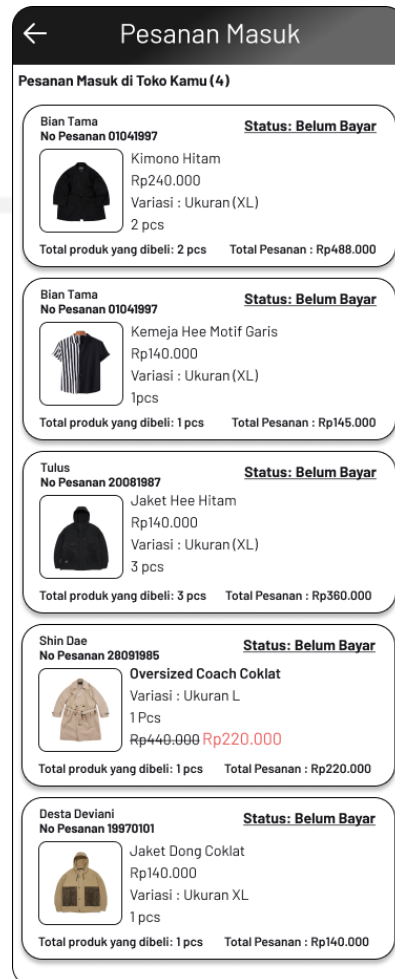 Pesanan Masuk
Pesanan Masuk di Toko Kamu (4)
Bian Tama
No Pesanan 01041997
Status: Belum Bayar
Kimono Hitam
Rp240.000
Variasi : Ukuran (XL)
2 pcs
Total produk yang dibeli: 2 pcs Total Pesanan : Rp488.000
Bian Tama
No Pesanan 01041997
Status: Belum Bayar
Kemeja Hee Motif Garis
Rp140.000
Variasi : Ukuran (XL)
1pcs
Total produk yang dibeli: 1 pcs Total Pesanan : Rp145.000
Tulus
No Pesanan 20081987
Status: Belum Bayar
Jaket Hee Hitam
Rp140.000
Variasi : Ukuran (XL)
3 pcs
Total produk yang dibeli: 3 pcs Total Pesanan : Rp360.000
Shin Dae
No Pesanan 28091985
Status: Belum Bayar
Oversized Coach Coklat
Variasi : Ukuran L
1 Pcs
Rp440.000 Rp220.000
Total produk yang dibeli: 1 pcs Total Pesanan : Rp220.000
Desta Deviani
No Pesanan 19970101
Status: Belum Bayar
Jaket Dong Coklat
Rp140.000
Variasi : Ukuran XL
1 pcs
Total produk yang dibeli: 1 pcs Total Pesanan : Rp140.000